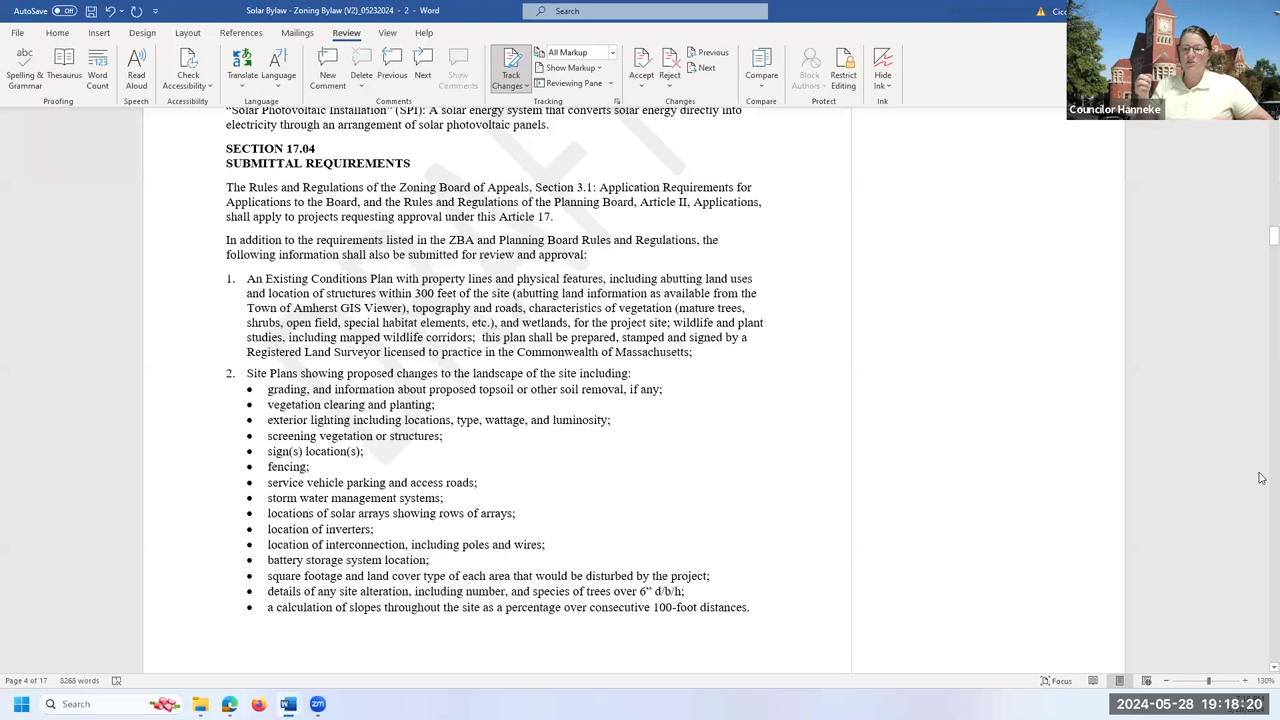 AutoSave Off Solar Bylaw - Zoning Bylaw (V2)_05232024 - 2 - Word Search
File Home Insert Design Layout References Mailings Review View Help
abc Spelling & Grammar Thesaurus Word Count Read Aloud Check Accessibility Translate Language New Comment Delete Previous Next Show Comments Track Changes All Markup Show Markup Reviewing Pane Accept Reject Previous Next Compare Block Authors Restrict Editing Hide Ink
Proofing Speech Accessibility Language Comments Tracking Changes Compare Protect Ink
Councilor Hanneke
DRAFT
"Solar Photovoltaic Installation" (SPI): A solar energy system that converts solar energy directly into
electricity through an arrangement of solar photovoltaic panels.
SECTION 17.04
SUBMITTAL REQUIREMENTS
The Rules and Regulations of the Zoning Board of Appeals, Section 3.1: Application Requirements for
Applications to the Board, and the Rules and Regulations of the Planning Board, Article II, Applications,
shall apply to projects requesting approval under this Article 17.
In addition to the requirements listed in the ZBA and Planning Board Rules and Regulations, the
following information shall also be submitted for review and approval:
1. An Existing Conditions Plan with property lines and physical features, including abutting land uses
and location of structures within 300 feet of the site (abutting land information as available from the
Town of Amherst GIS Viewer), topography and roads, characteristics of vegetation (mature trees,
shrubs, open field, special habitat elements, etc.), and wetlands, for the project site; wildlife and plant
studies, including mapped wildlife corridors; this plan shall be prepared, stamped and signed by a
Registered Land Surveyor licensed to practice in the Commonwealth of Massachusetts;
2. Site Plans showing proposed changes to the landscape of the site including:
• grading, and information about proposed topsoil or other soil removal, if any;
• vegetation clearing and planting;
• exterior lighting including locations, type, wattage, and luminosity;
• screening vegetation or structures;
• sign(s) location(s);
• fencing;
• service vehicle parking and access roads;
• storm water management systems;
• locations of solar arrays showing rows of arrays;
• location of inverters;
• location of interconnection, including poles and wires;
• battery storage system location;
• square footage and land cover type of each area that would be disturbed by the project;
• details of any site alteration, including number, and species of trees over 6” d/b/h;
• a calculation of slopes throughout the site as a percentage over consecutive 100-foot distances.
Page 4 of 17 8268 words Focus 130%
Search 2024-05-28 19:18:20